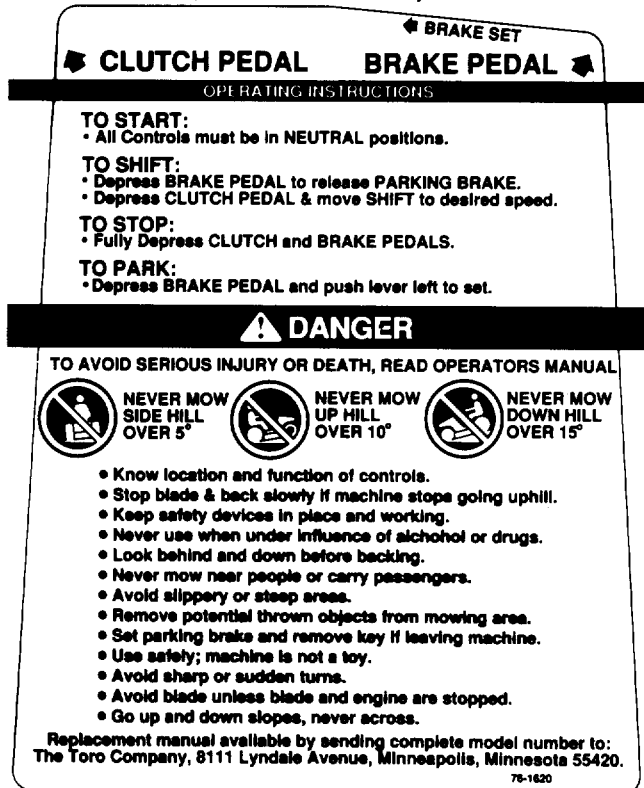 BRAKE SET
CLUTCH PEDAL BRAKE PEDAL
OPERATING INSTRUCTIONS
TO START:
• All Controls must be in NEUTRAL positions.
TO SHIFT:
• Depress BRAKE PEDAL to release PARKING BRAKE.
• Depress CLUTCH PEDAL & move SHIFT to desired speed.
TO STOP:
• Fully Depress CLUTCH and BRAKE PEDALS.
TO PARK:
• Depress BRAKE PEDAL and push lever left to set.
DANGER
TO AVOID SERIOUS INJURY OR DEATH, READ OPERATORS MANUAL
NEVER MOW NEVER MOW NEVER MOW
SIDE HILL UP HILL DOWN HILL
OVER 5° OVER 10° OVER 15°
• Know location and function of controls.
• Stop blade & back slowly if machine stops going uphill.
• Keep safety devices in place and working.
• Never use when under influence of alchohol or drugs.
• Look behind and down before backing.
• Never mow near people or carry passengers.
• Avoid slippery or steep areas.
• Remove potential thrown objects from mowing area.
• Set parking brake and remove key if leaving machine.
• Use safely; machine is not a toy.
• Avoid sharp or sudden turns.
• Avoid blade unless blade and engine are stopped.
• Go up and down slopes, never across.
Replacement manual available by sending complete model number to:
The Toro Company, 8111 Lyndale Avenue, Minneapolis, Minnesota 55420.
76-1620